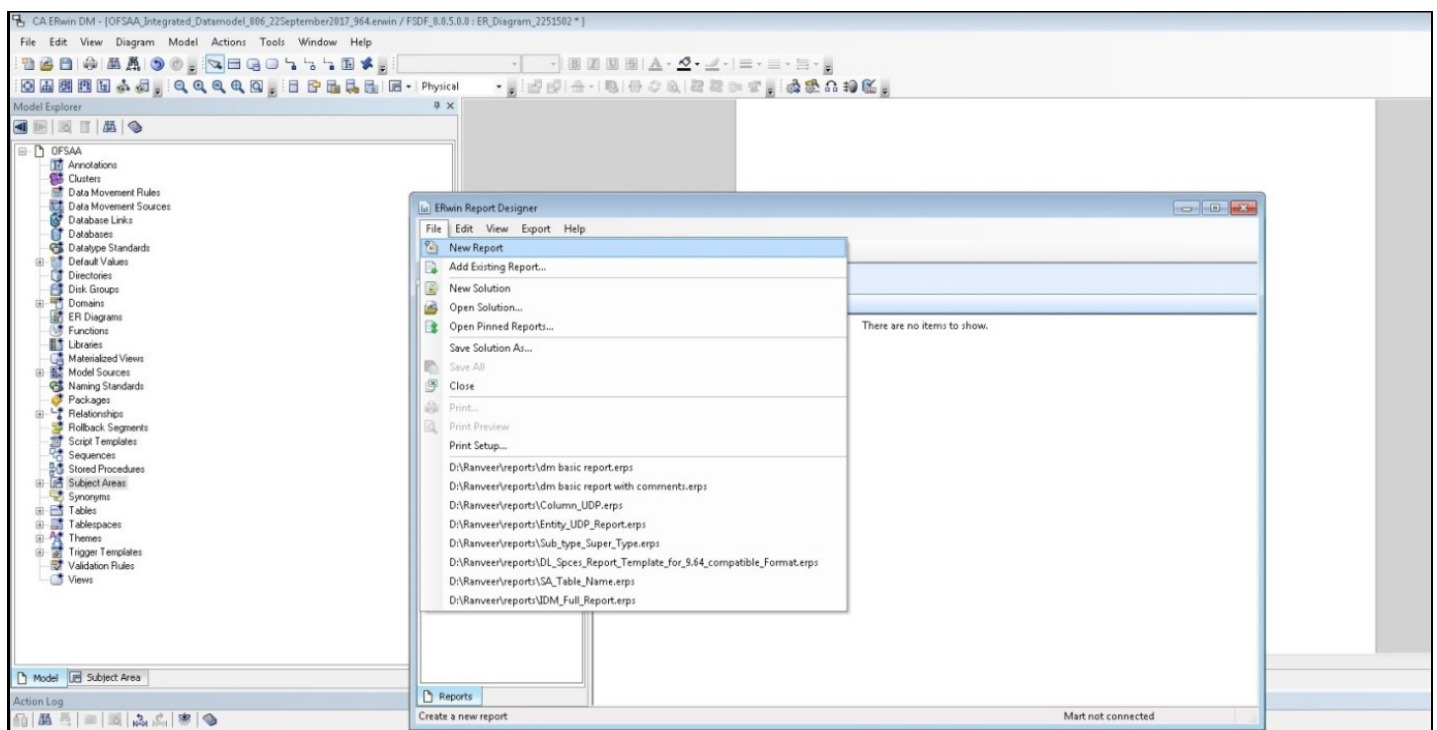 CA ERwin DM - [OFSAA_Integrated_Datamodel_806_22September2017_964.erwin / FSDF_8.0.5.0.0 : ER_Diagram_2251502 * ]
File Edit View Diagram Model Actions Tools Window Help
Physical
Model Explorer
OFSAA
Annotations
Clusters
Data Movement Rules
Data Movement Sources
Database Links
Databases
Datatype Standards
Default Values
Directories
Disk Groups
Domains
ER Diagrams
Functions
Libraries
Materialized Views
Model Sources
Naming Standards
Packages
Relationships
Rollback Segments
Script Templates
Sequences
Stored Procedures
Subject Areas
Synonyms
Tables
Tablespaces
Themes
Trigger Templates
Validation Rules
Views
Model Subject Area
Action Log
ERwin Report Designer
File Edit View Export Help
New Report
Add Existing Report...
New Solution
Open Solution...
Open Pinned Reports...
Save Solution As...
Save All
Close
Print...
Print Preview
Print Setup...
D:\Ranveer\reports\dm basic report.erps
D:\Ranveer\reports\dm basic report with comments.erps
D:\Ranveer\reports\Column_UDP.erps
D:\Ranveer\reports\Entity_UDP_Report.erps
D:\Ranveer\reports\Sub_type_Super_Type.erps
D:\Ranveer\reports\DL_Spces_Report_Template_for_9.64_compatible_Format.erps
D:\Ranveer\reports\SA_Table_Name.erps
D:\Ranveer\reports\IDM_Full_Report.erps
There are no items to show.
Reports
Create a new report
Mart not connected